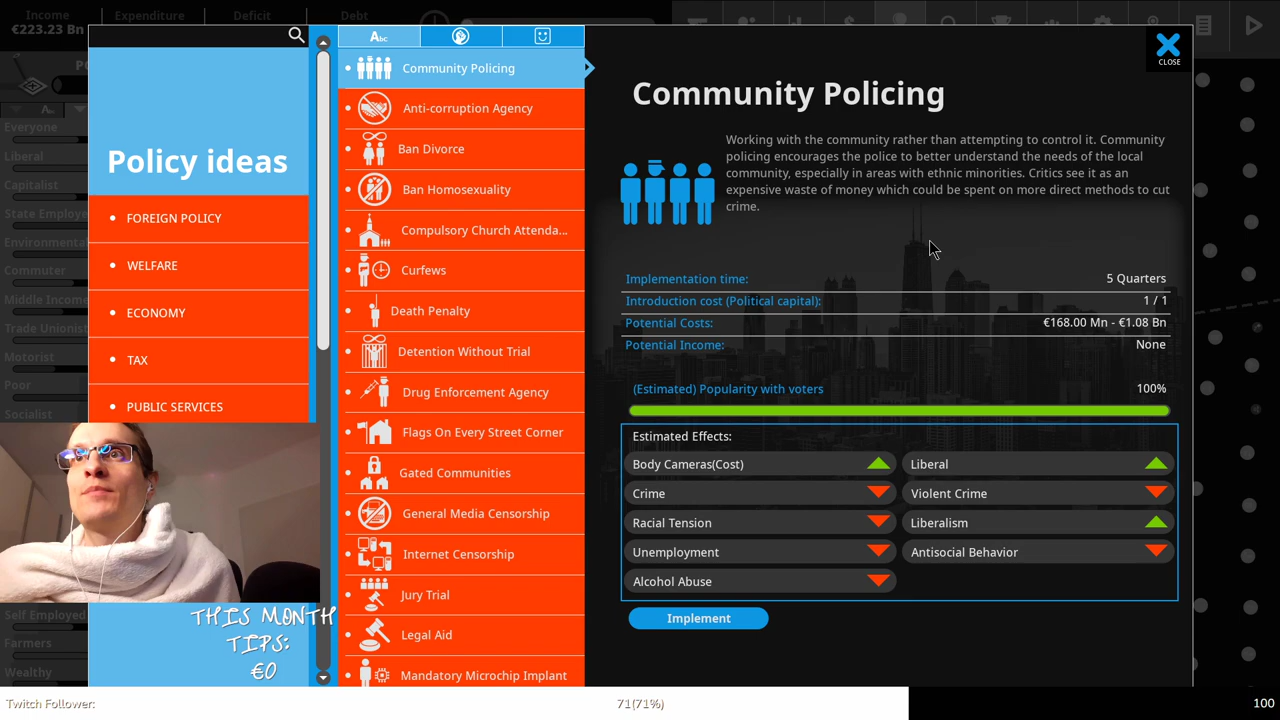 Income
Expenditure
Deficit
Debt
€223.23 Bn
Everyone
Liberal
Capitalist
State Employe
Environmental
Commuter
Middle Income
Trade Unionist
Motorist
Poor
Socialist
Self Employed
Farmers
Wealthy
Policy ideas
FOREIGN POLICY
WELFARE
ECONOMY
TAX
PUBLIC SERVICES
THIS MONTH
TIPS:
€0
Abc
Community Policing
Anti-corruption Agency
Ban Divorce
Ban Homosexuality
Compulsory Church Attenda...
Curfews
Death Penalty
Detention Without Trial
Drug Enforcement Agency
Flags On Every Street Corner
Gated Communities
General Media Censorship
Internet Censorship
Jury Trial
Legal Aid
Mandatory Microchip Implant
CLOSE
Community Policing
Working with the community rather than attempting to control it. Community
policing encourages the police to better understand the needs of the local
community, especially in areas with ethnic minorities. Critics see it as an
expensive waste of money which could be spent on more direct methods to cut
crime.
Implementation time: 5 Quarters
Introduction cost (Political capital): 1 / 1
Potential Costs: €168.00 Mn - €1.08 Bn
Potential Income: None
(Estimated) Popularity with voters 100%
Estimated Effects:
Body Cameras(Cost) Liberal
Crime Violent Crime
Racial Tension Liberalism
Unemployment Antisocial Behavior
Alcohol Abuse
Implement
Twitch Follower: 71(71%) 100